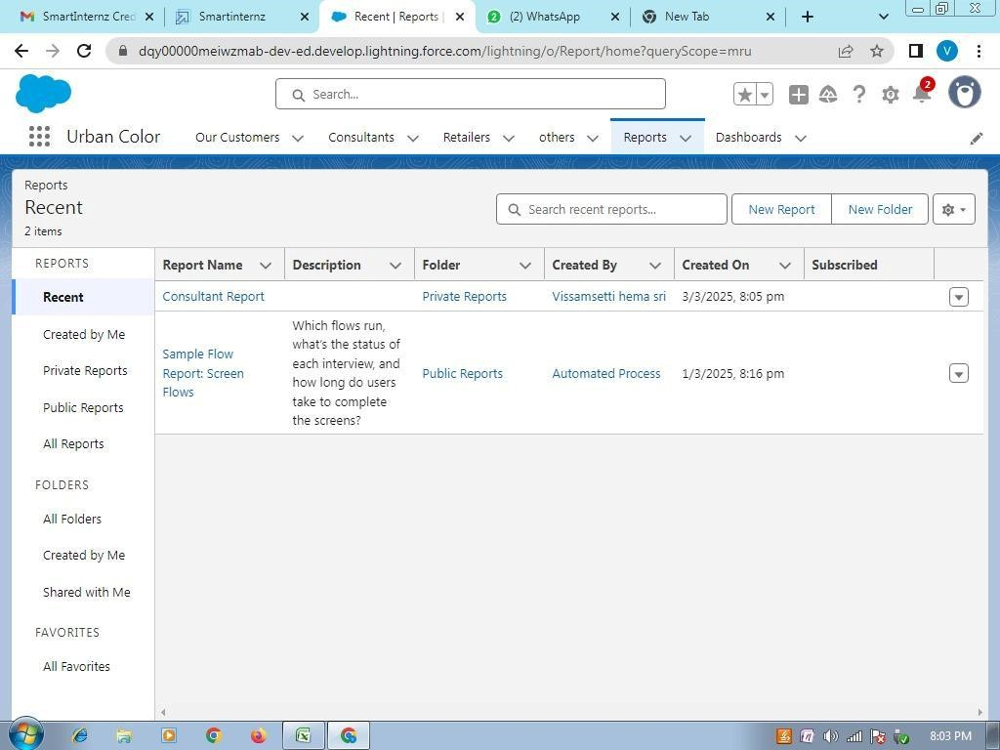 SmartInternz Cred
Smartinternz
Recent | Reports |
(2) WhatsApp
New Tab
dqy00000meiwzmab-dev-ed.develop.lightning.force.com/lightning/o/Report/home?queryScope=mru
V
Search...
2
Urban Color
Our Customers
Consultants
Retailers
others
Reports
Dashboards
Reports
Recent
2 items
Search recent reports...
New Report
New Folder
REPORTS
Recent
Created by Me
Private Reports
Public Reports
All Reports
FOLDERS
All Folders
Created by Me
Shared with Me
FAVORITES
All Favorites
Report Name
Description
Folder
Created By
Created On
Subscribed
Consultant Report
Private Reports
Vissamsetti hema sri
3/3/2025, 8:05 pm
Sample Flow
Report: Screen
Flows
Which flows run,
what's the status of
each interview, and
how long do users
take to complete
the screens?
Public Reports
Automated Process
1/3/2025, 8:16 pm
8:03 PM